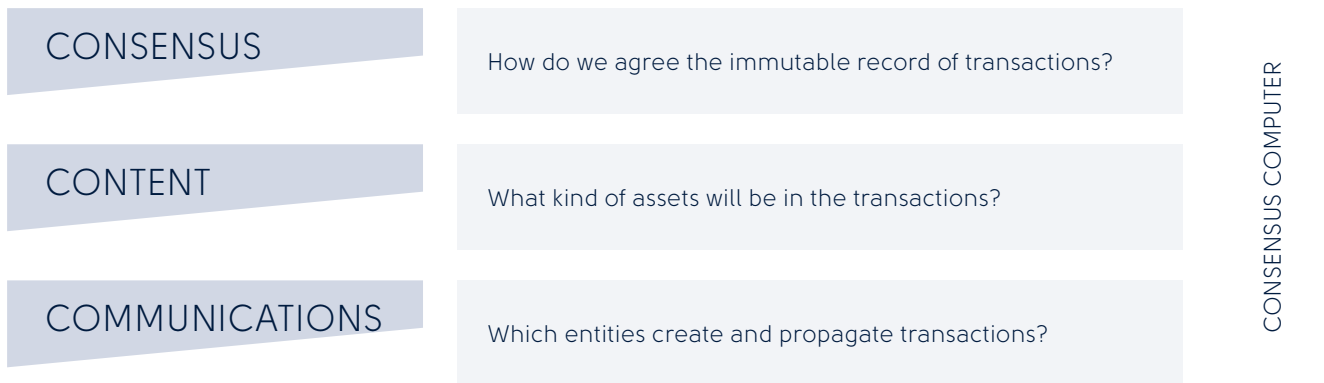 CONSENSUS
How do we agree the immutable record of transactions?
CONTENT
What kind of assets will be in the transactions?
COMMUNICATIONS
Which entities create and propagate transactions?
CONSENSUS COMPUTER